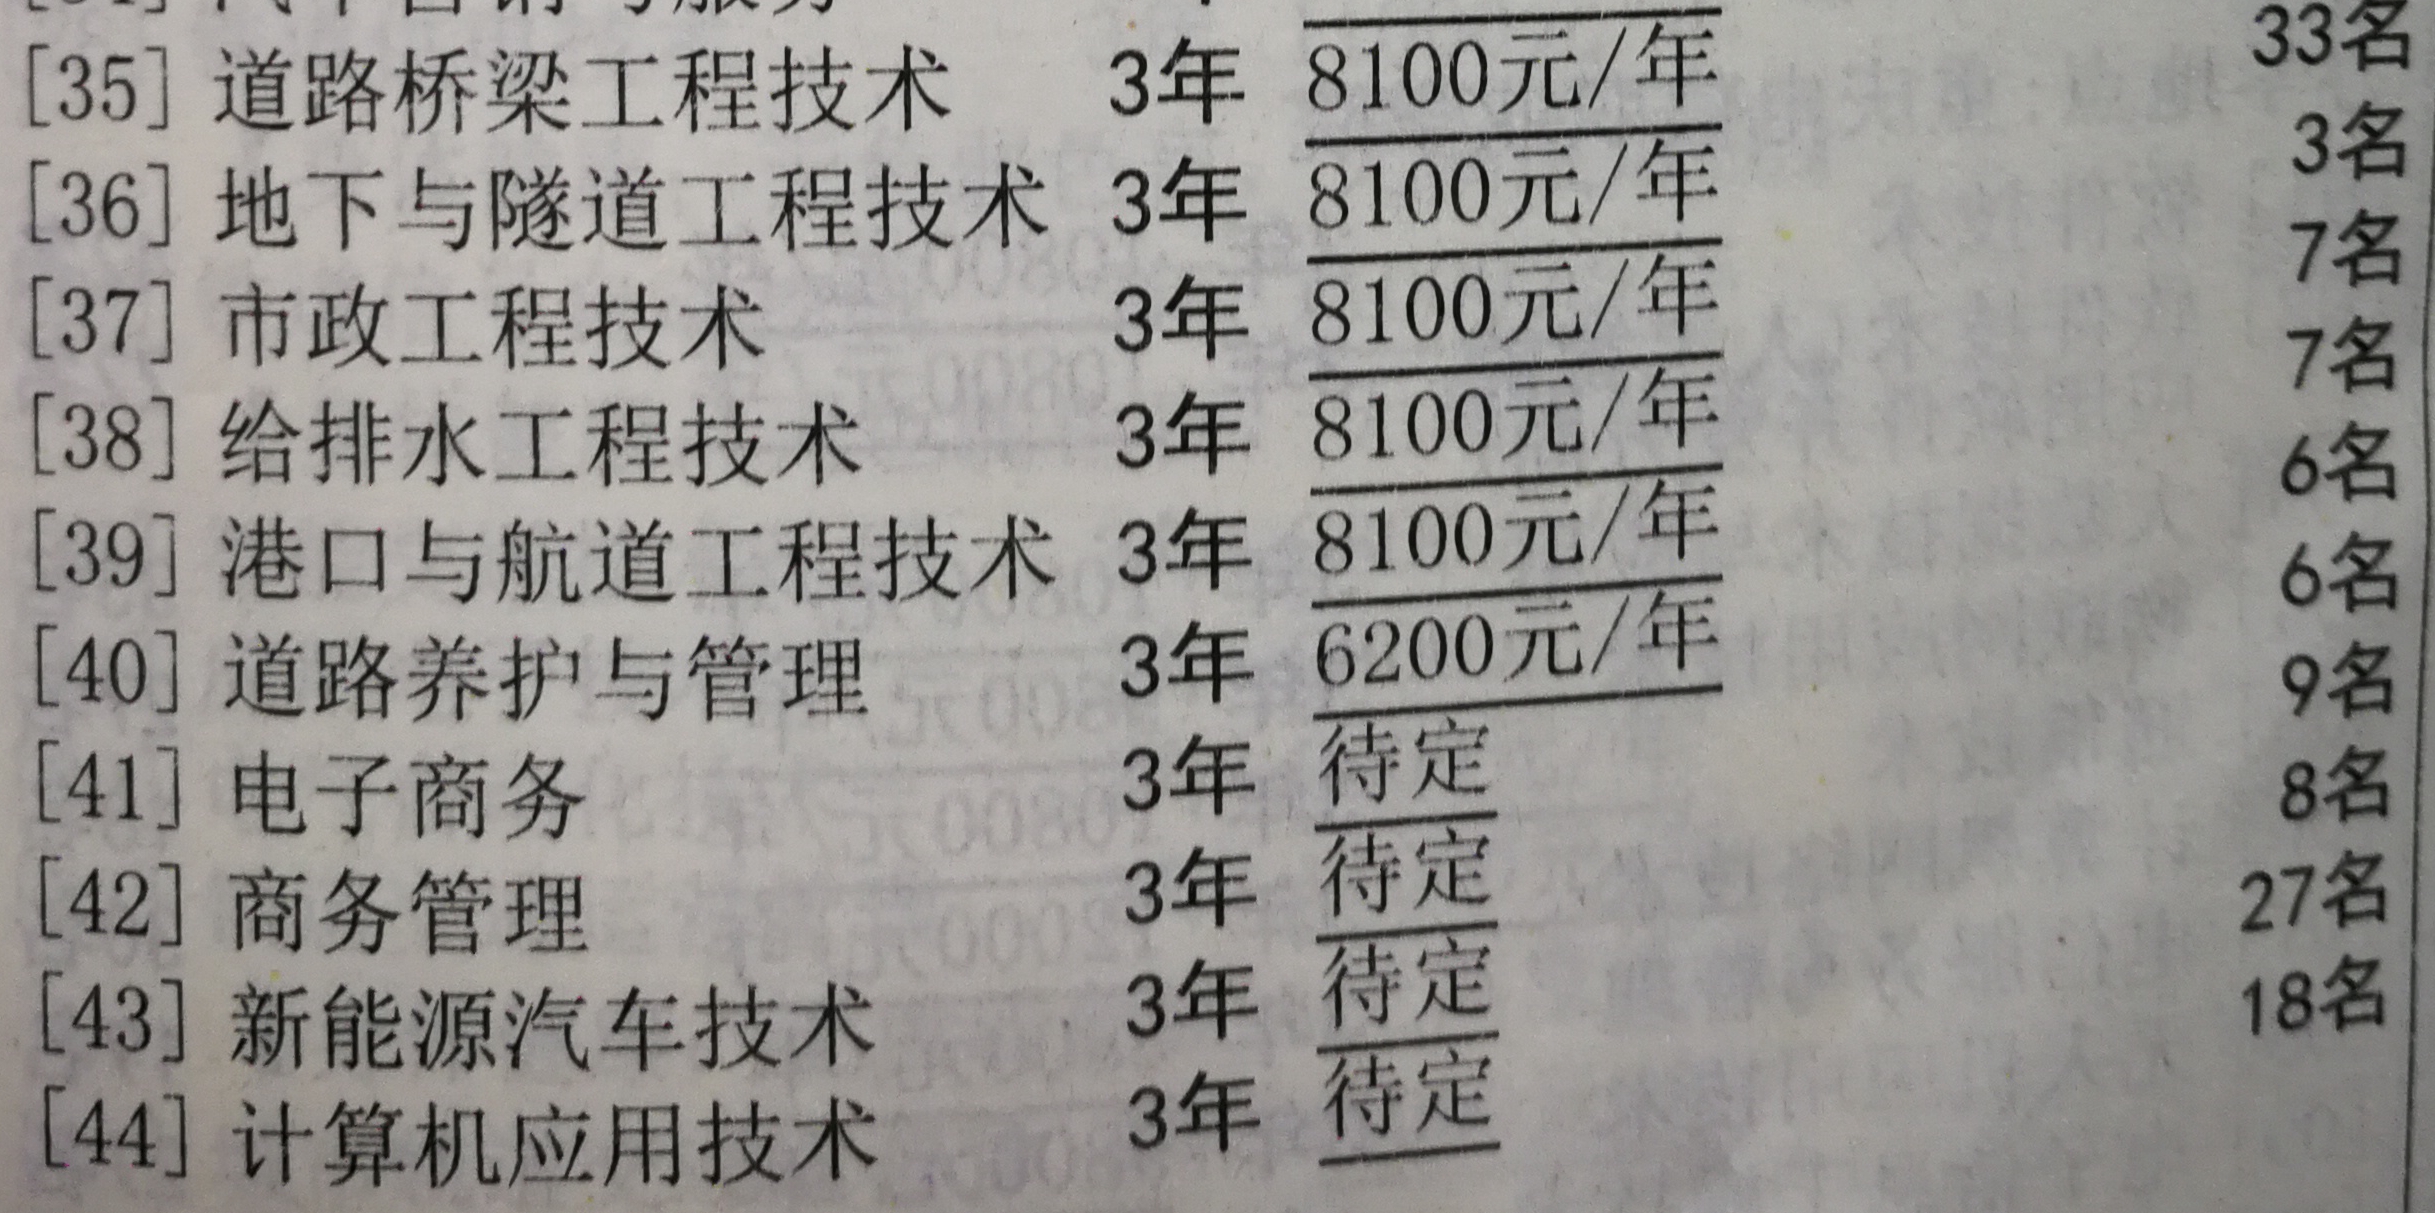 [35] 道路桥梁工程技术 3年 8100元/年 33名
[36] 地下与隧道工程技术 3年 8100元/年 3名
[37] 市政工程技术 3年 8100元/年 7名
[38] 给排水工程技术 3年 8100元/年 7名
[39] 港口与航道工程技术 3年 8100元/年 6名
[40] 道路养护与管理 3年 6200元/年 6名
[41] 电子商务 3年 待定 9名
[42] 商务管理 3年 待定 8名
[43] 新能源汽车技术 3年 待定 27名
[44] 计算机应用技术 3年 待定 18名